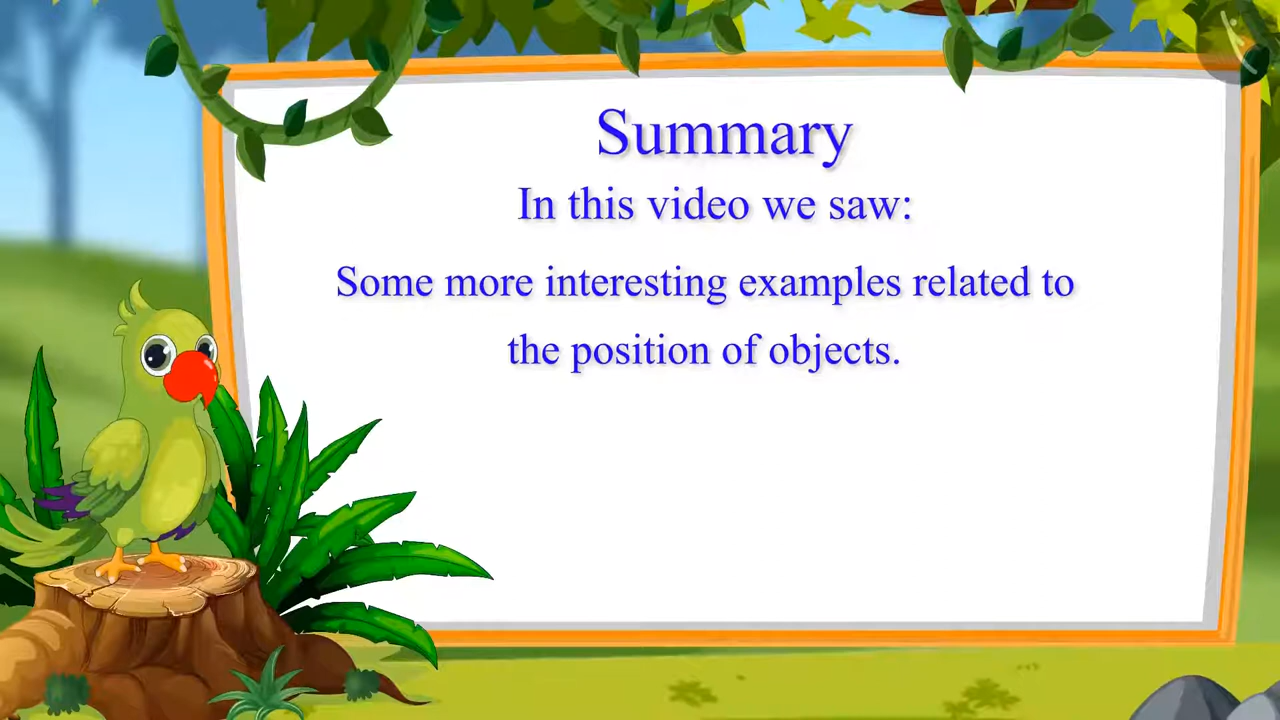 Summary
In this video we saw:
Some more interesting examples related to
the position of objects.